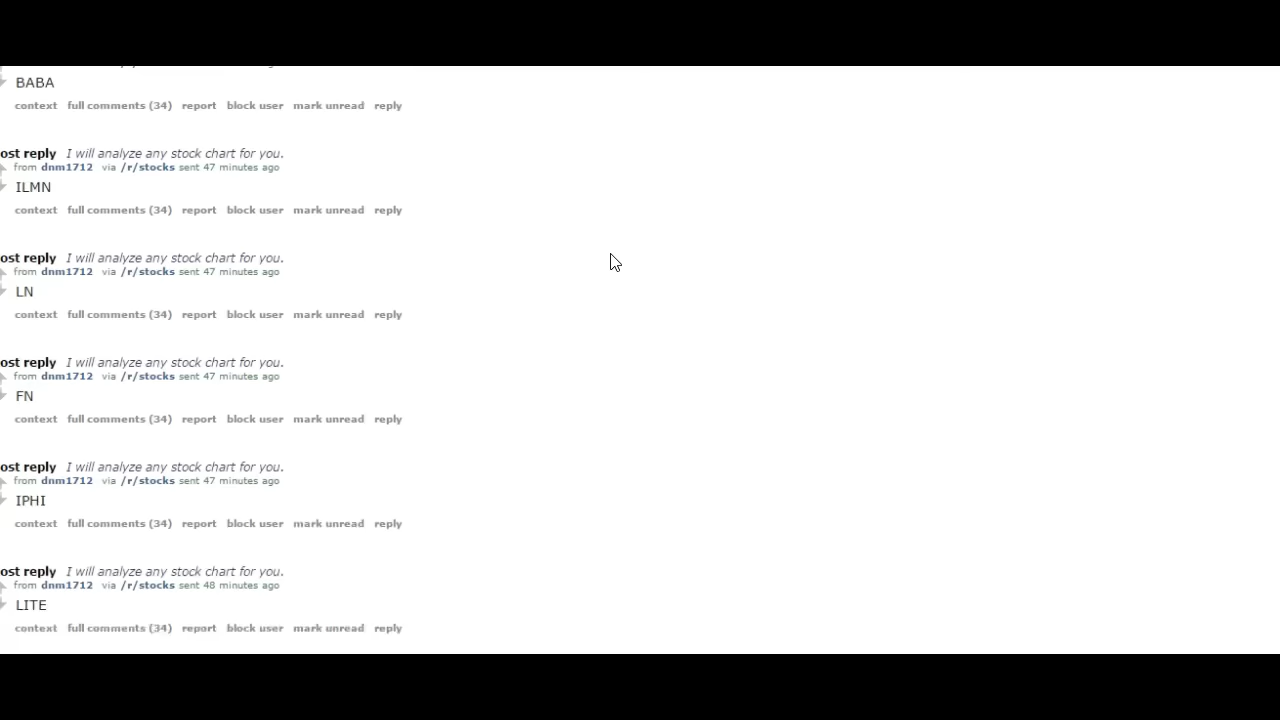 BABA
context full comments (34) report block user mark unread reply
ost reply I will analyze any stock chart for you.
from dnm1712 via /r/stocks sent 47 minutes ago
ILMN
context full comments (34) report block user mark unread reply
ost reply I will analyze any stock chart for you.
from dnm1712 via /r/stocks sent 47 minutes ago
LN
context full comments (34) report block user mark unread reply
ost reply I will analyze any stock chart for you.
from dnm1712 via /r/stocks sent 47 minutes ago
FN
context full comments (34) report block user mark unread reply
ost reply I will analyze any stock chart for you.
from dnm1712 via /r/stocks sent 47 minutes ago
IPHI
context full comments (34) report block user mark unread reply
ost reply I will analyze any stock chart for you.
from dnm1712 via /r/stocks sent 48 minutes ago
LITE
context full comments (34) report block user mark unread reply